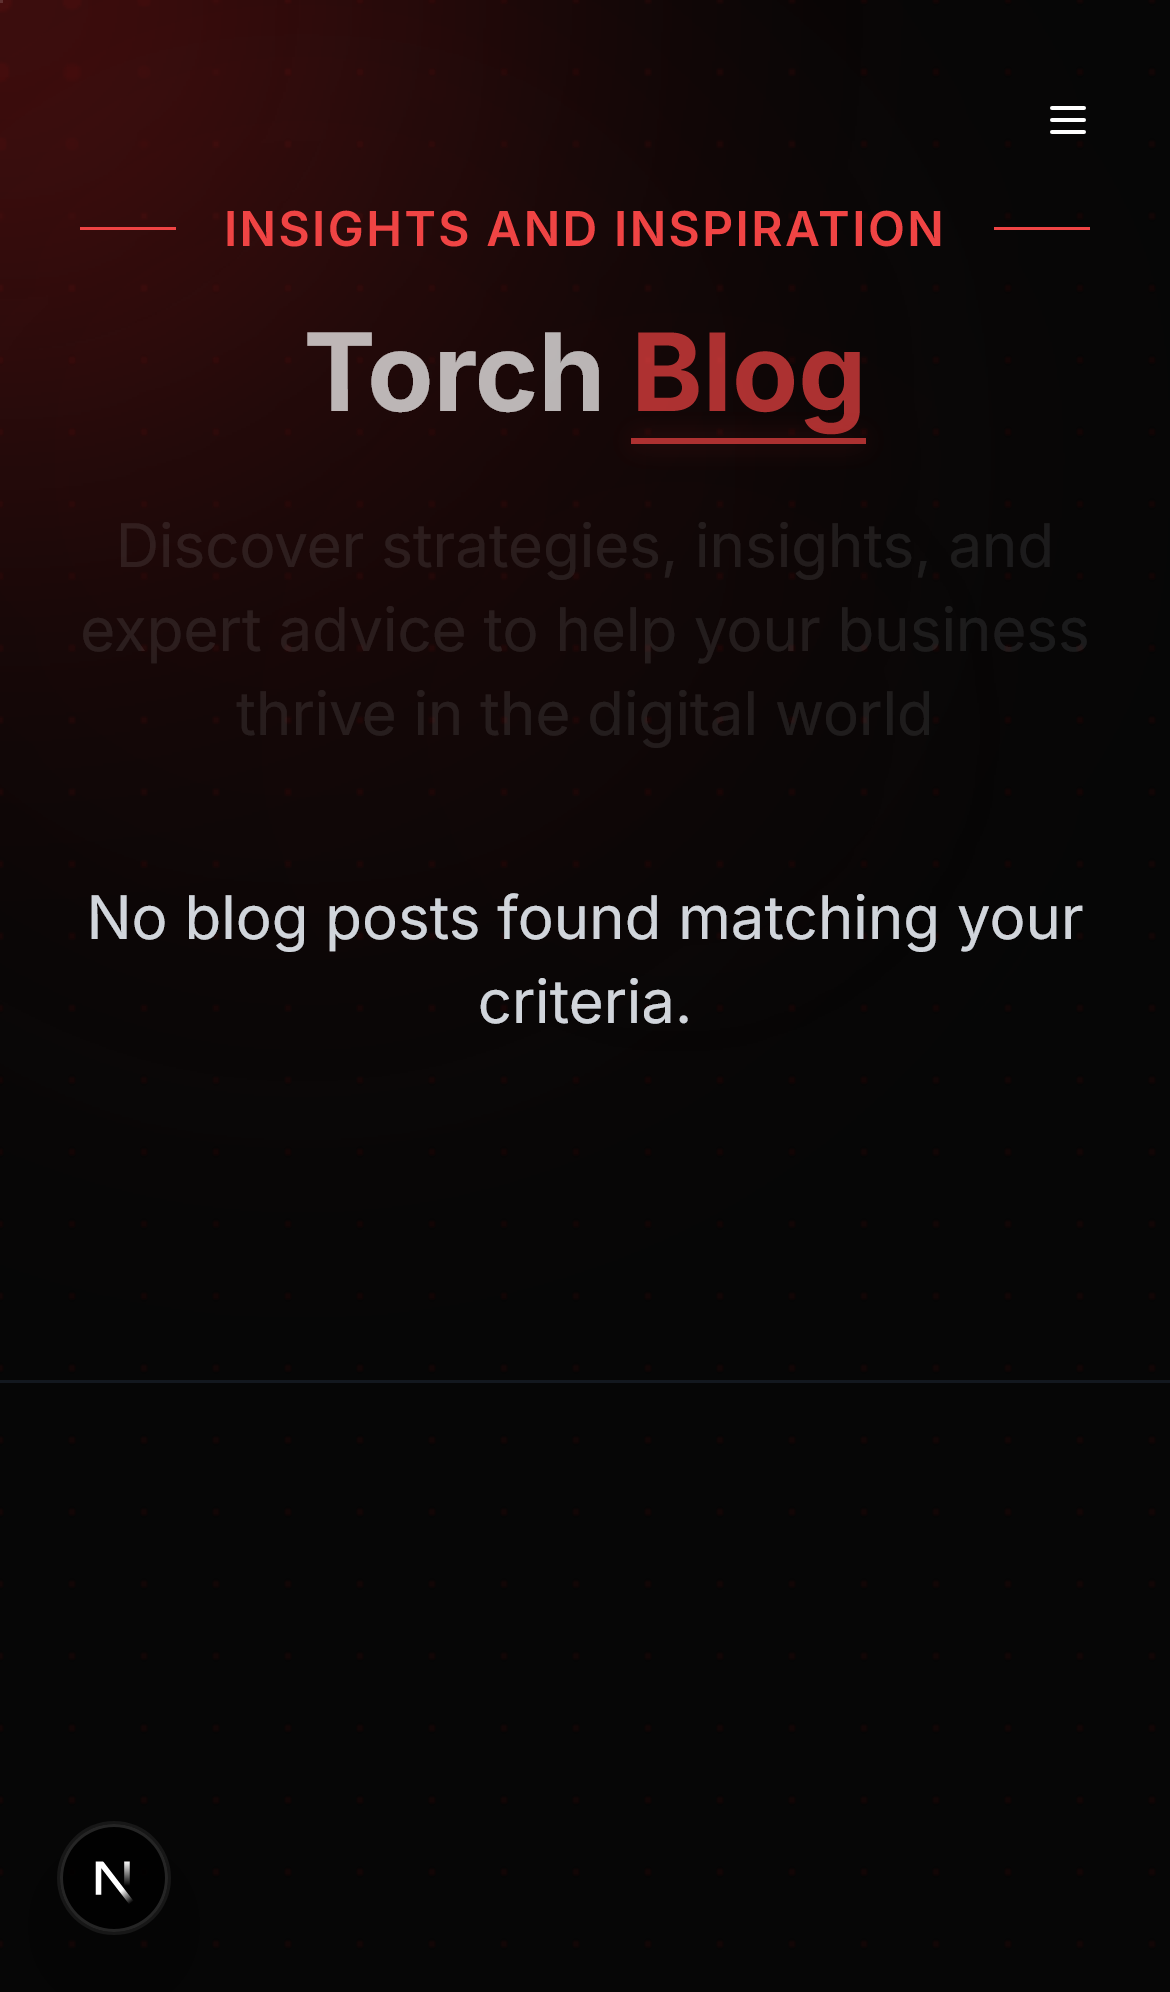 INSIGHTS AND INSPIRATION
Torch Blog
Discover strategies, insights, and
expert advice to help your business
thrive in the digital world
No blog posts found matching your
criteria.
N